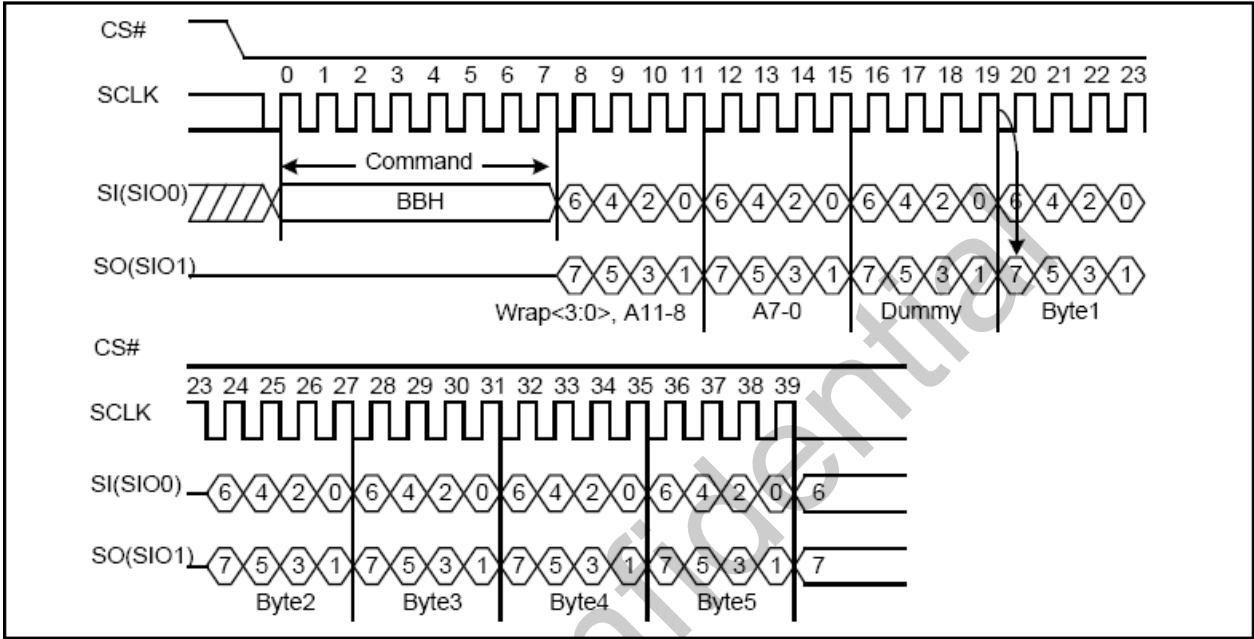 CS#
0 1 2 3 4 5 6 7 8 9 10 11 12 13 14 15 16 17 18 19 20 21 22 23
SCLK
Command
SI(SIO0) BBH 6 4 2 0 6 4 2 0 6 4 2 0 6 4 2 0
SO(SIO1) 7 5 3 1 7 5 3 1 7 5 3 1 7 5 3 1
Wrap<3:0>, A11-8 A7-0 Dummy Byte1
CS#
23 24 25 26 27 28 29 30 31 32 33 34 35 36 37 38 39
SCLK
SI(SIO0) 6 4 2 0 6 4 2 0 6 4 2 0 6 4 2 0 6
SO(SIO1) 7 5 3 1 7 5 3 1 7 5 3 1 7 5 3 1 7
Byte2 Byte3 Byte4 Byte5
nfidential